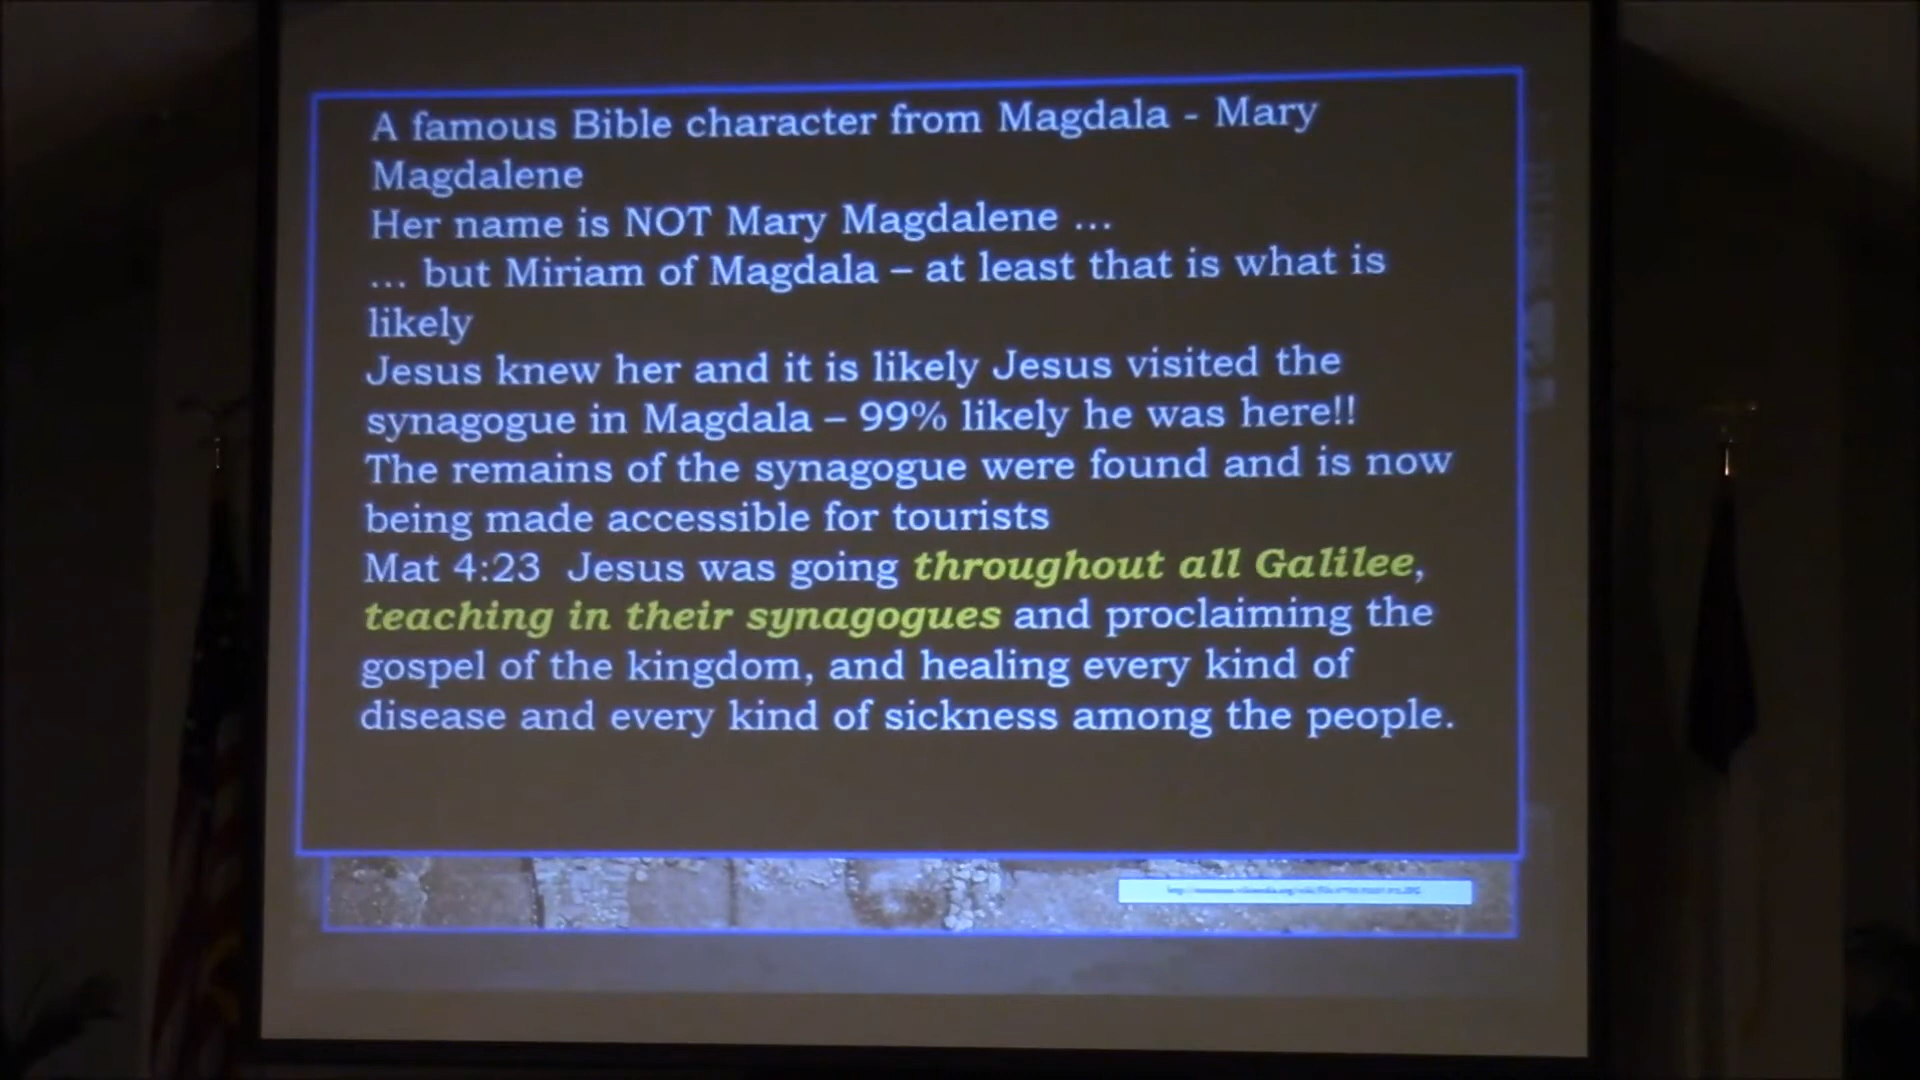 A famous Bible character from Magdala - Mary
Magdalene
Her name is NOT Mary Magdalene ...
... but Miriam of Magdala – at least that is what is
likely
Jesus knew her and it is likely Jesus visited the
synagogue in Magdala – 99% likely he was here!!
The remains of the synagogue were found and is now
being made accessible for tourists
Mat 4:23  Jesus was going throughout all Galilee,
teaching in their synagogues and proclaiming the
gospel of the kingdom, and healing every kind of
disease and every kind of sickness among the people.